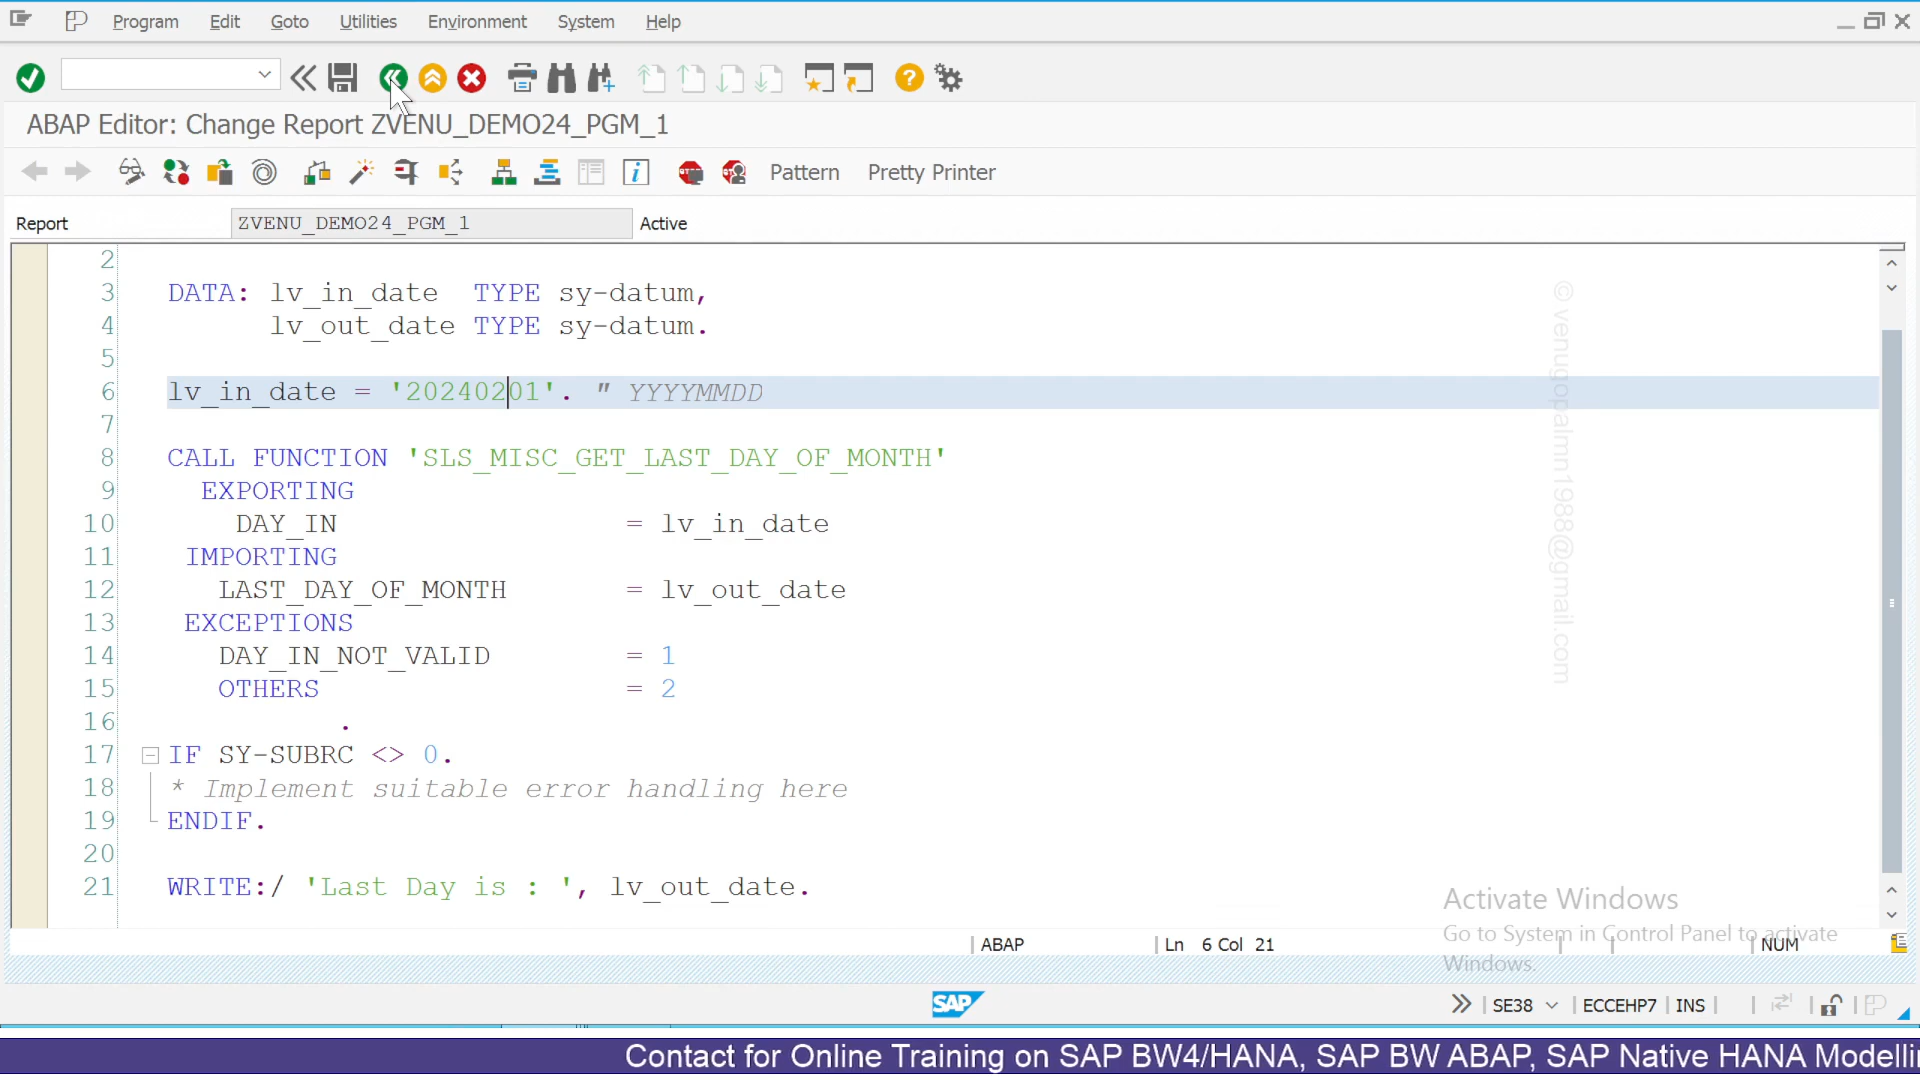 Program Edit Goto Utilities Environment System Help
ABAP Editor: Change Report ZVENU_DEMO24_PGM_1
Pattern Pretty Printer
Report ZVENU_DEMO24_PGM_1 Active
2
3 DATA: lv_in_date TYPE sy-datum,
4 lv_out_date TYPE sy-datum.
5
6 lv_in_date = '20240201'. " YYYYMMDD
7
8 CALL FUNCTION 'SLS_MISC_GET_LAST_DAY_OF_MONTH'
9 EXPORTING
10 DAY_IN = lv_in_date
11 IMPORTING
12 LAST_DAY_OF_MONTH = lv_out_date
13 EXCEPTIONS
14 DAY_IN_NOT_VALID = 1
15 OTHERS = 2
16 .
17 IF SY-SUBRC <> 0.
18 * Implement suitable error handling here
19 ENDIF.
20
21 WRITE:/ 'Last Day is : ', lv_out_date.
© venugopalmn1988@gmail.com
Activate Windows
Go to System in Control Panel to activate
Windows.
ABAP Ln 6 Col 21 NUM
SAP SE38 ECCEHP7 INS
Contact for Online Training on SAP BW4/HANA, SAP BW ABAP, SAP Native HANA Modelli